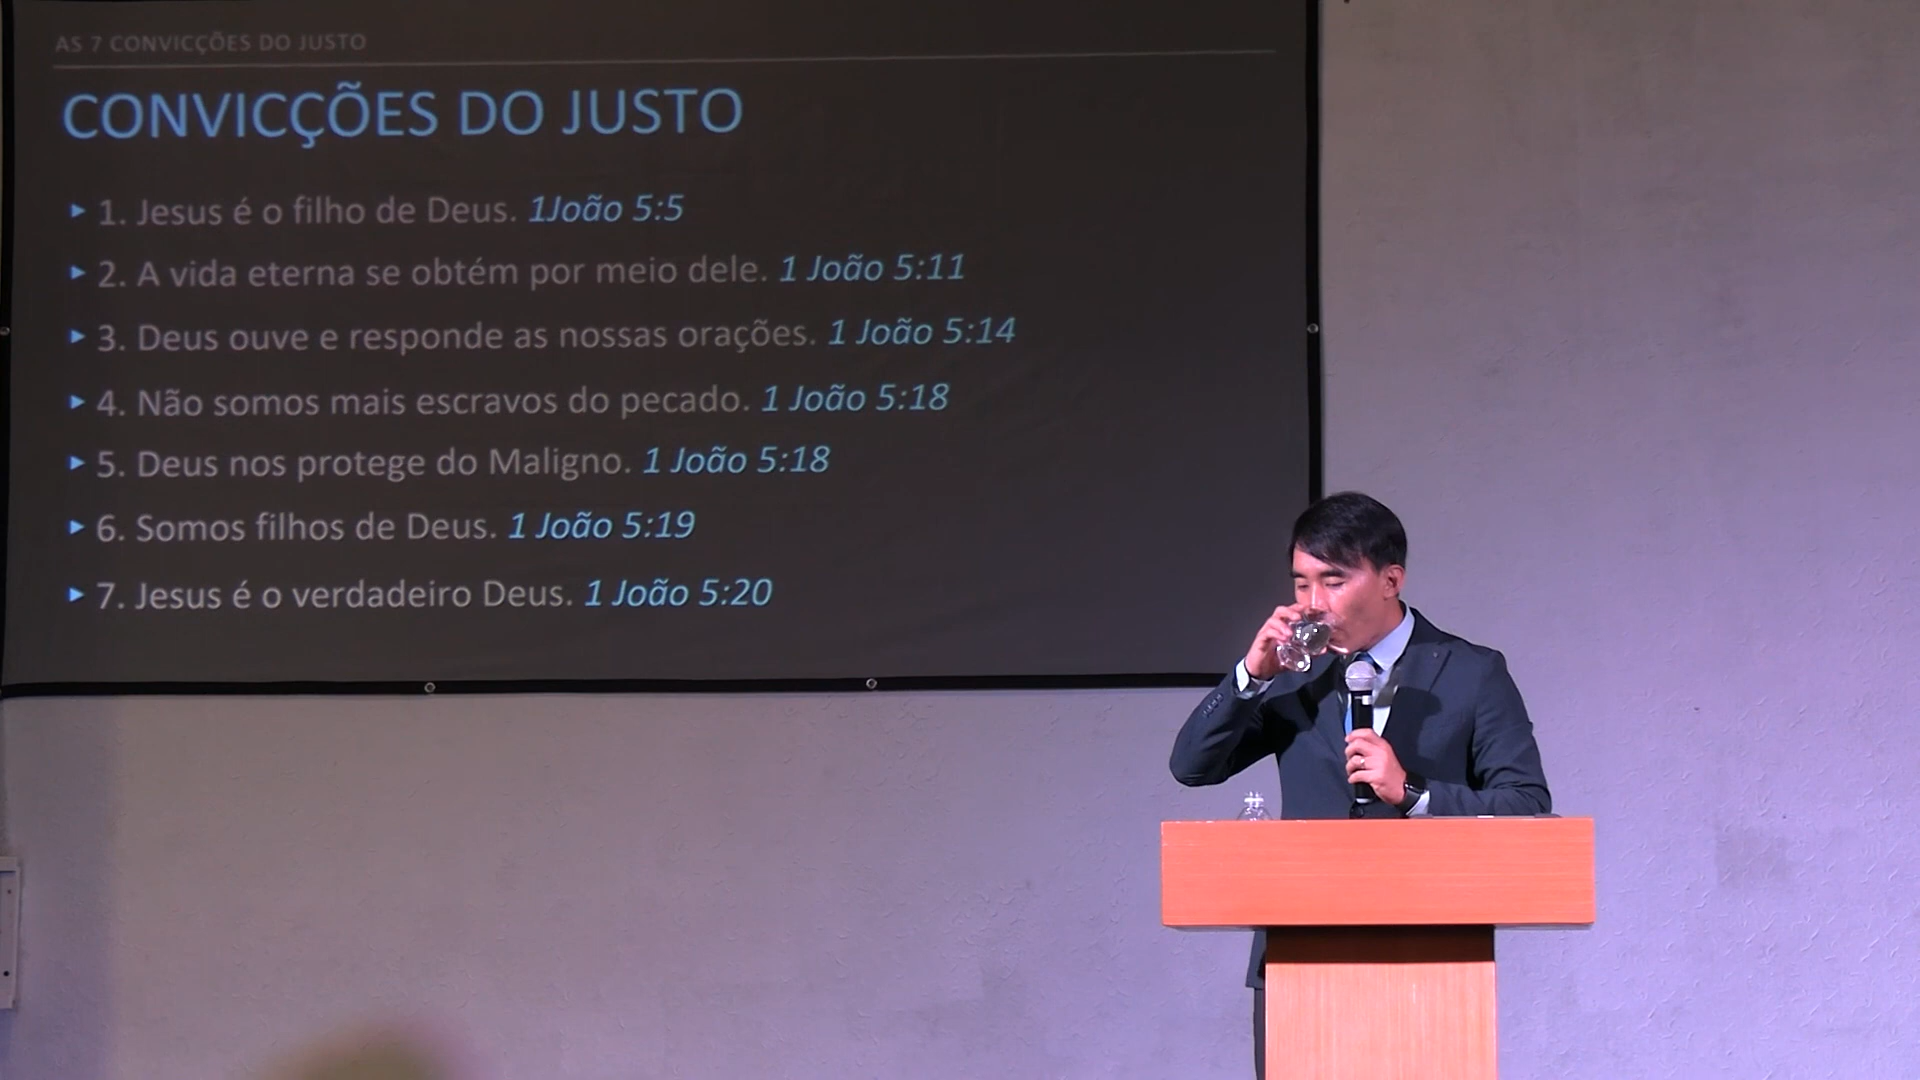 AS 7 CONVICÇÕES DO JUSTO
CONVICÇÕES DO JUSTO
▸ 1. Jesus é o filho de Deus. 1João 5:5
▸ 2. A vida eterna se obtém por meio dele. 1 João 5:11
▸ 3. Deus ouve e responde as nossas orações. 1 João 5:14
▸ 4. Não somos mais escravos do pecado. 1 João 5:18
▸ 5. Deus nos protege do Maligno. 1 João 5:18
▸ 6. Somos filhos de Deus. 1 João 5:19
▸ 7. Jesus é o verdadeiro Deus. 1 João 5:20